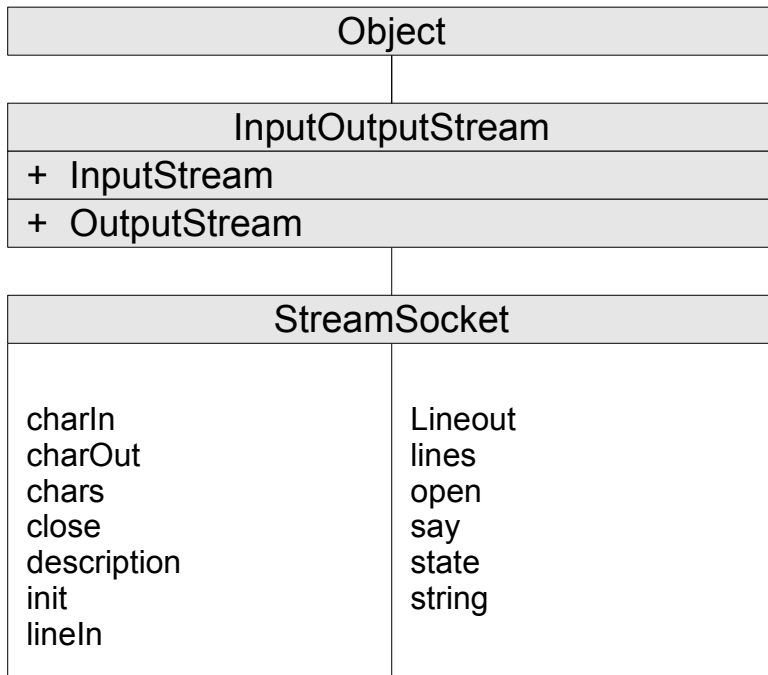 Object
InputOutputStream
+ InputStream
+ OutputStream
StreamSocket
charIn
charOut
chars
close
description
init
lineIn
Lineout
lines
open
say
state
string